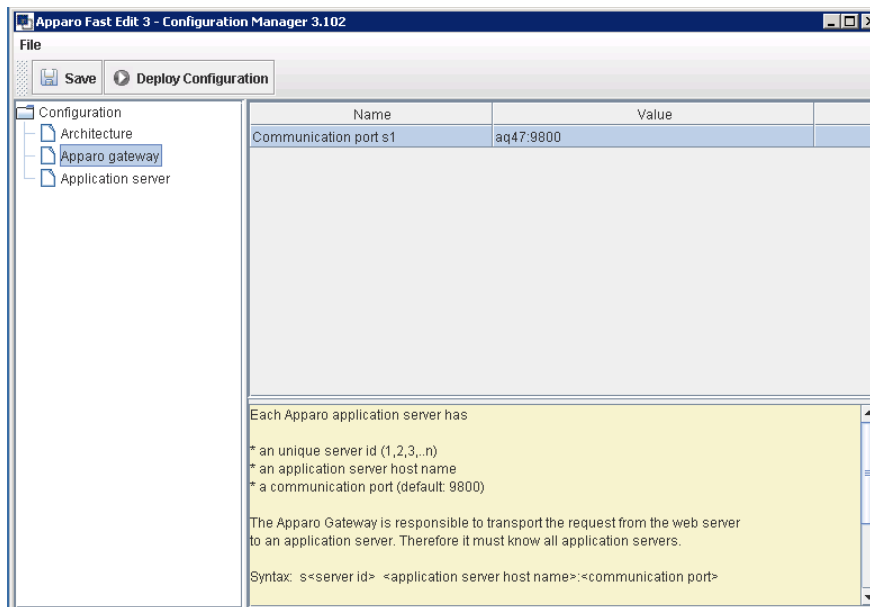 Apparo Fast Edit 3 - Configuration Manager 3.102
File
Save Deploy Configuration
Configuration
Architecture
Apparo gateway
Application server
Name Value
Communication port s1 aq47:9800
Each Apparo application server has
* an unique server id (1,2,3,..n)
* an application server host name
* a communication port (default: 9800)
The Apparo Gateway is responsible to transport the request from the web server
to an application server. Therefore it must know all application servers.
Syntax: s<server id> <application server host name>:<communication port>